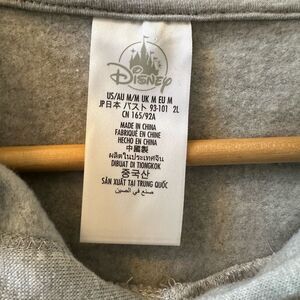 Disney
US/AU M/M UK M EU M
JP日本 バスト 93-101 2L
CN 165/92A
MADE IN CHINA
FABRIQUE EN CHINE
HECHO EN CHINA
中國製
ผลิตในประเทศจีน
DIBUAT DI TIONGKOK
중국산
SẢN XUẤT TẠI TRUNG QUỐC
صنع في الصين